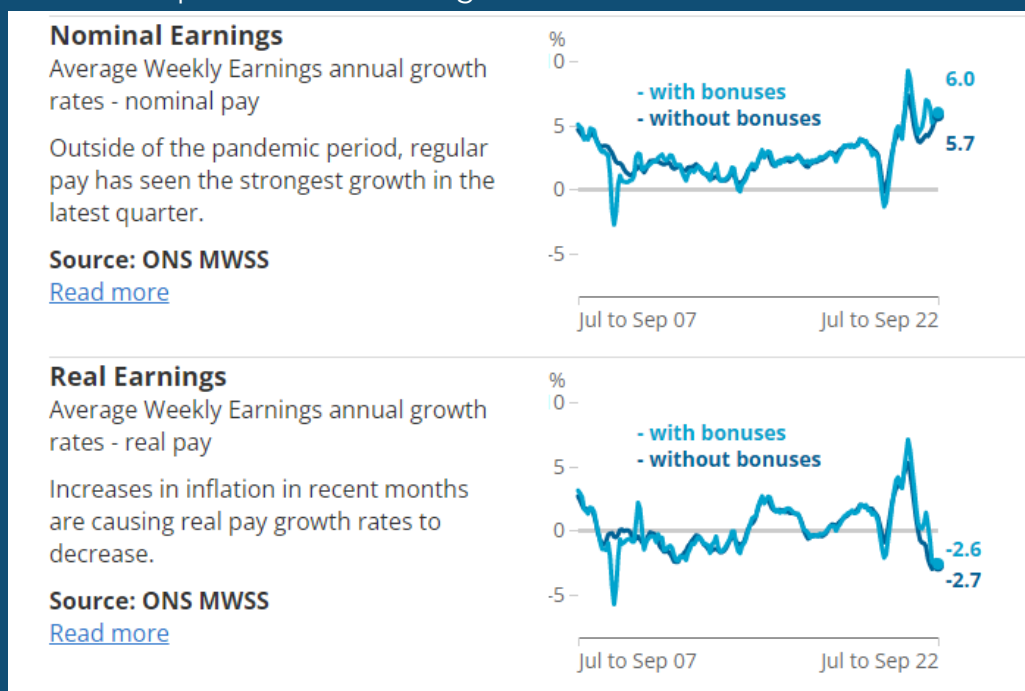 Nominal Earnings
Average Weekly Earnings annual growth
rates - nominal pay
Outside of the pandemic period, regular
pay has seen the strongest growth in the
latest quarter.
Source: ONS MWSS
Read more
%
0
5
0
-5
- with bonuses
- without bonuses
6.0
5.7
Jul to Sep 07
Jul to Sep 22
Real Earnings
Average Weekly Earnings annual growth
rates - real pay
Increases in inflation in recent months
are causing real pay growth rates to
decrease.
Source: ONS MWSS
Read more
%
0
5
0
-5
- with bonuses
- without bonuses
-2.6
-2.7
Jul to Sep 07
Jul to Sep 22